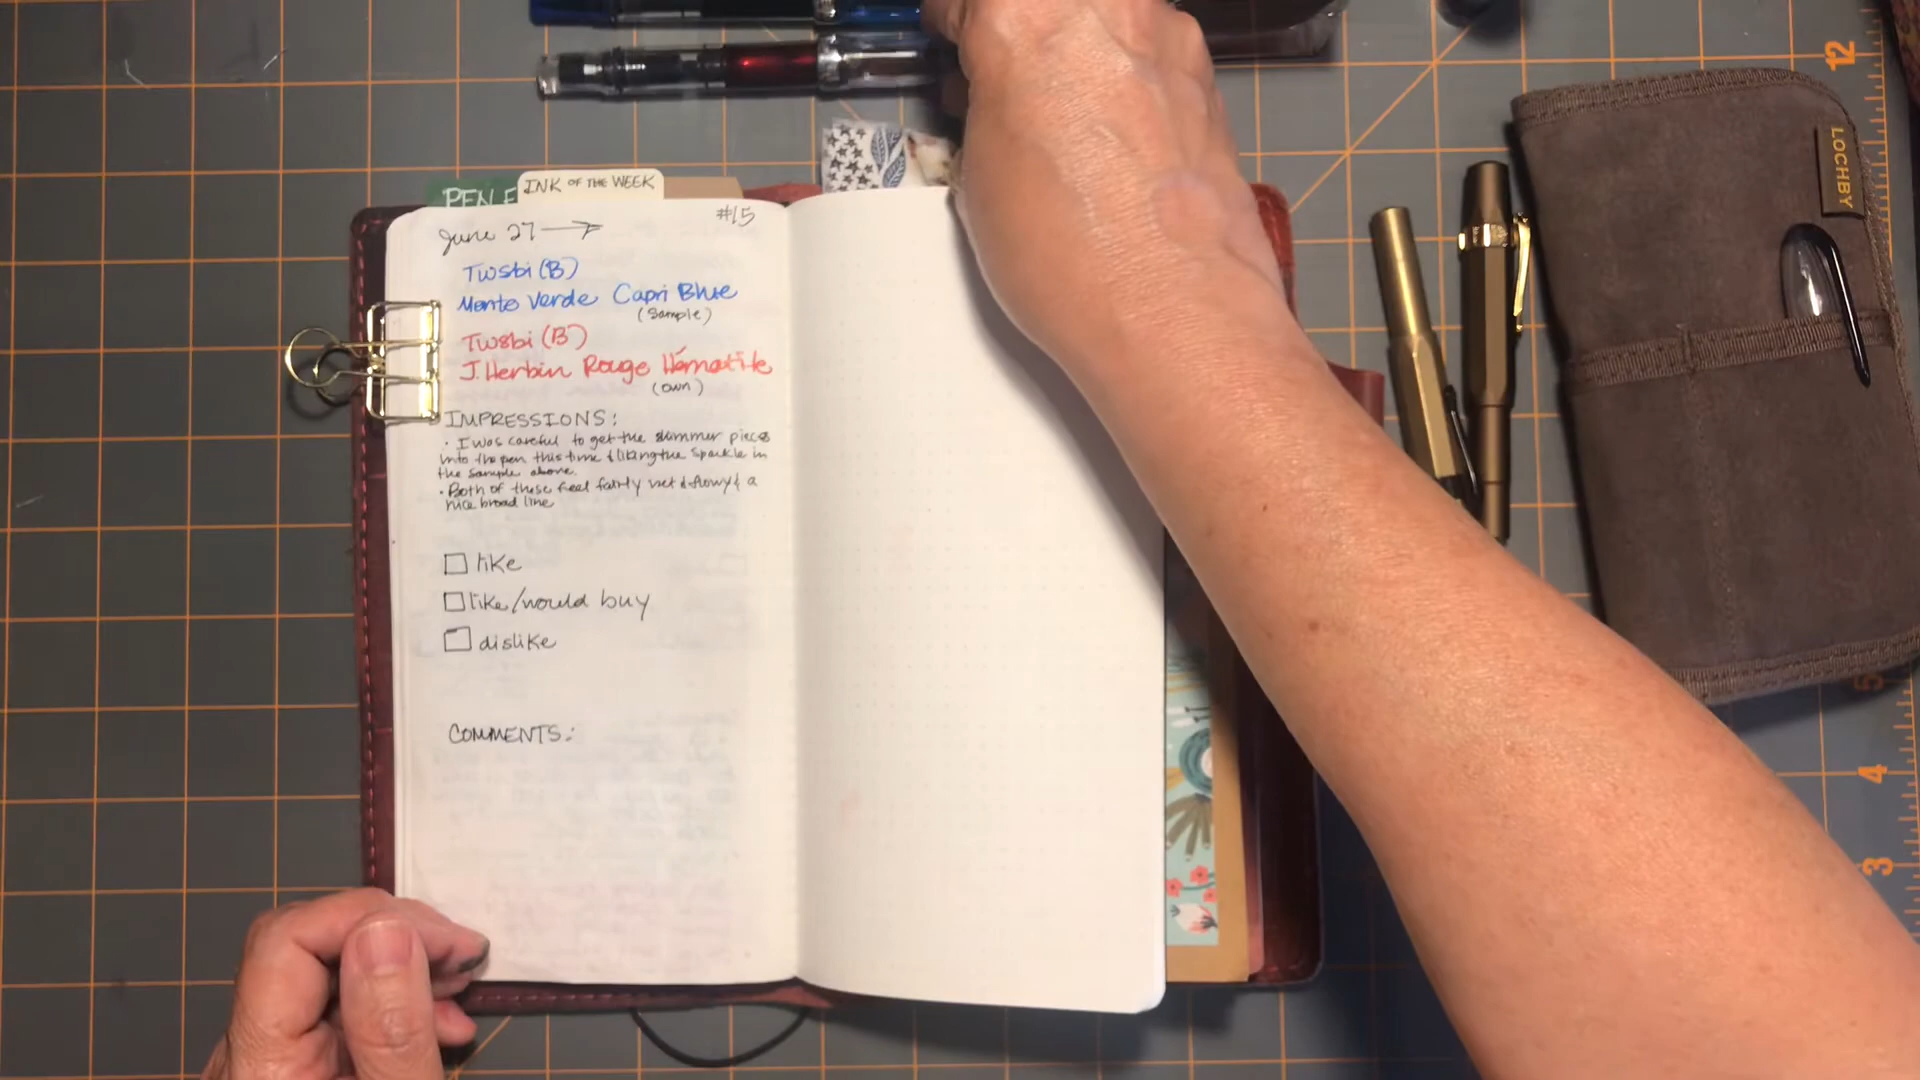 PEN E
INK OF THE WEEK
#15
June 27 →
Twsbi (B)
Monte Verde Capri Blue
(sample)
Twsbi (B)
J. Herbin Rouge Hématite
(own)
IMPRESSIONS:
· I was careful to get the shimmer pieces
into the pen this time & liking the sparkle in
the sample above.
· Both of these feel fairly wet & flowy & a
nice broad line
like
like/would buy
dislike
COMMENTS:
LOCHBY
12
5
4
3